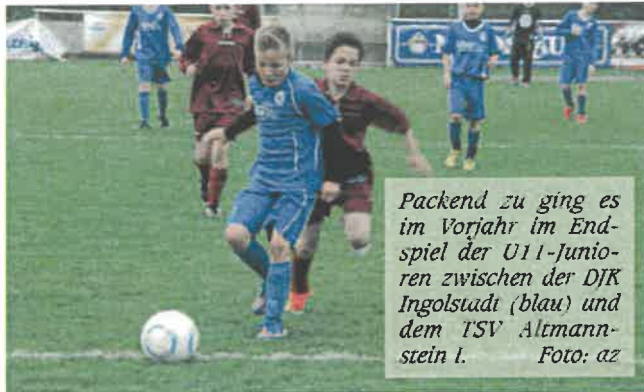 Packend zu ging es
im Vorjahr im End-
spiel der U11-Junio-
ren zwischen der DJK
Ingolstadt (blau) und
dem TSV Altmann-
stein I. Foto: az